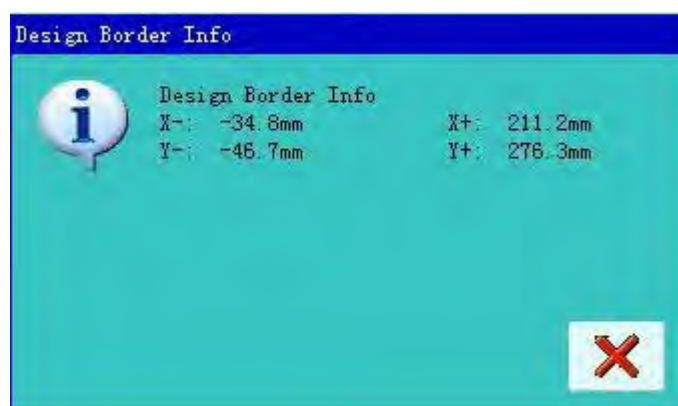 Design Border Info
Design Border Info
X-: -34.8mm X+: 211.2mm
Y-: -46.7mm Y+: 276.3mm